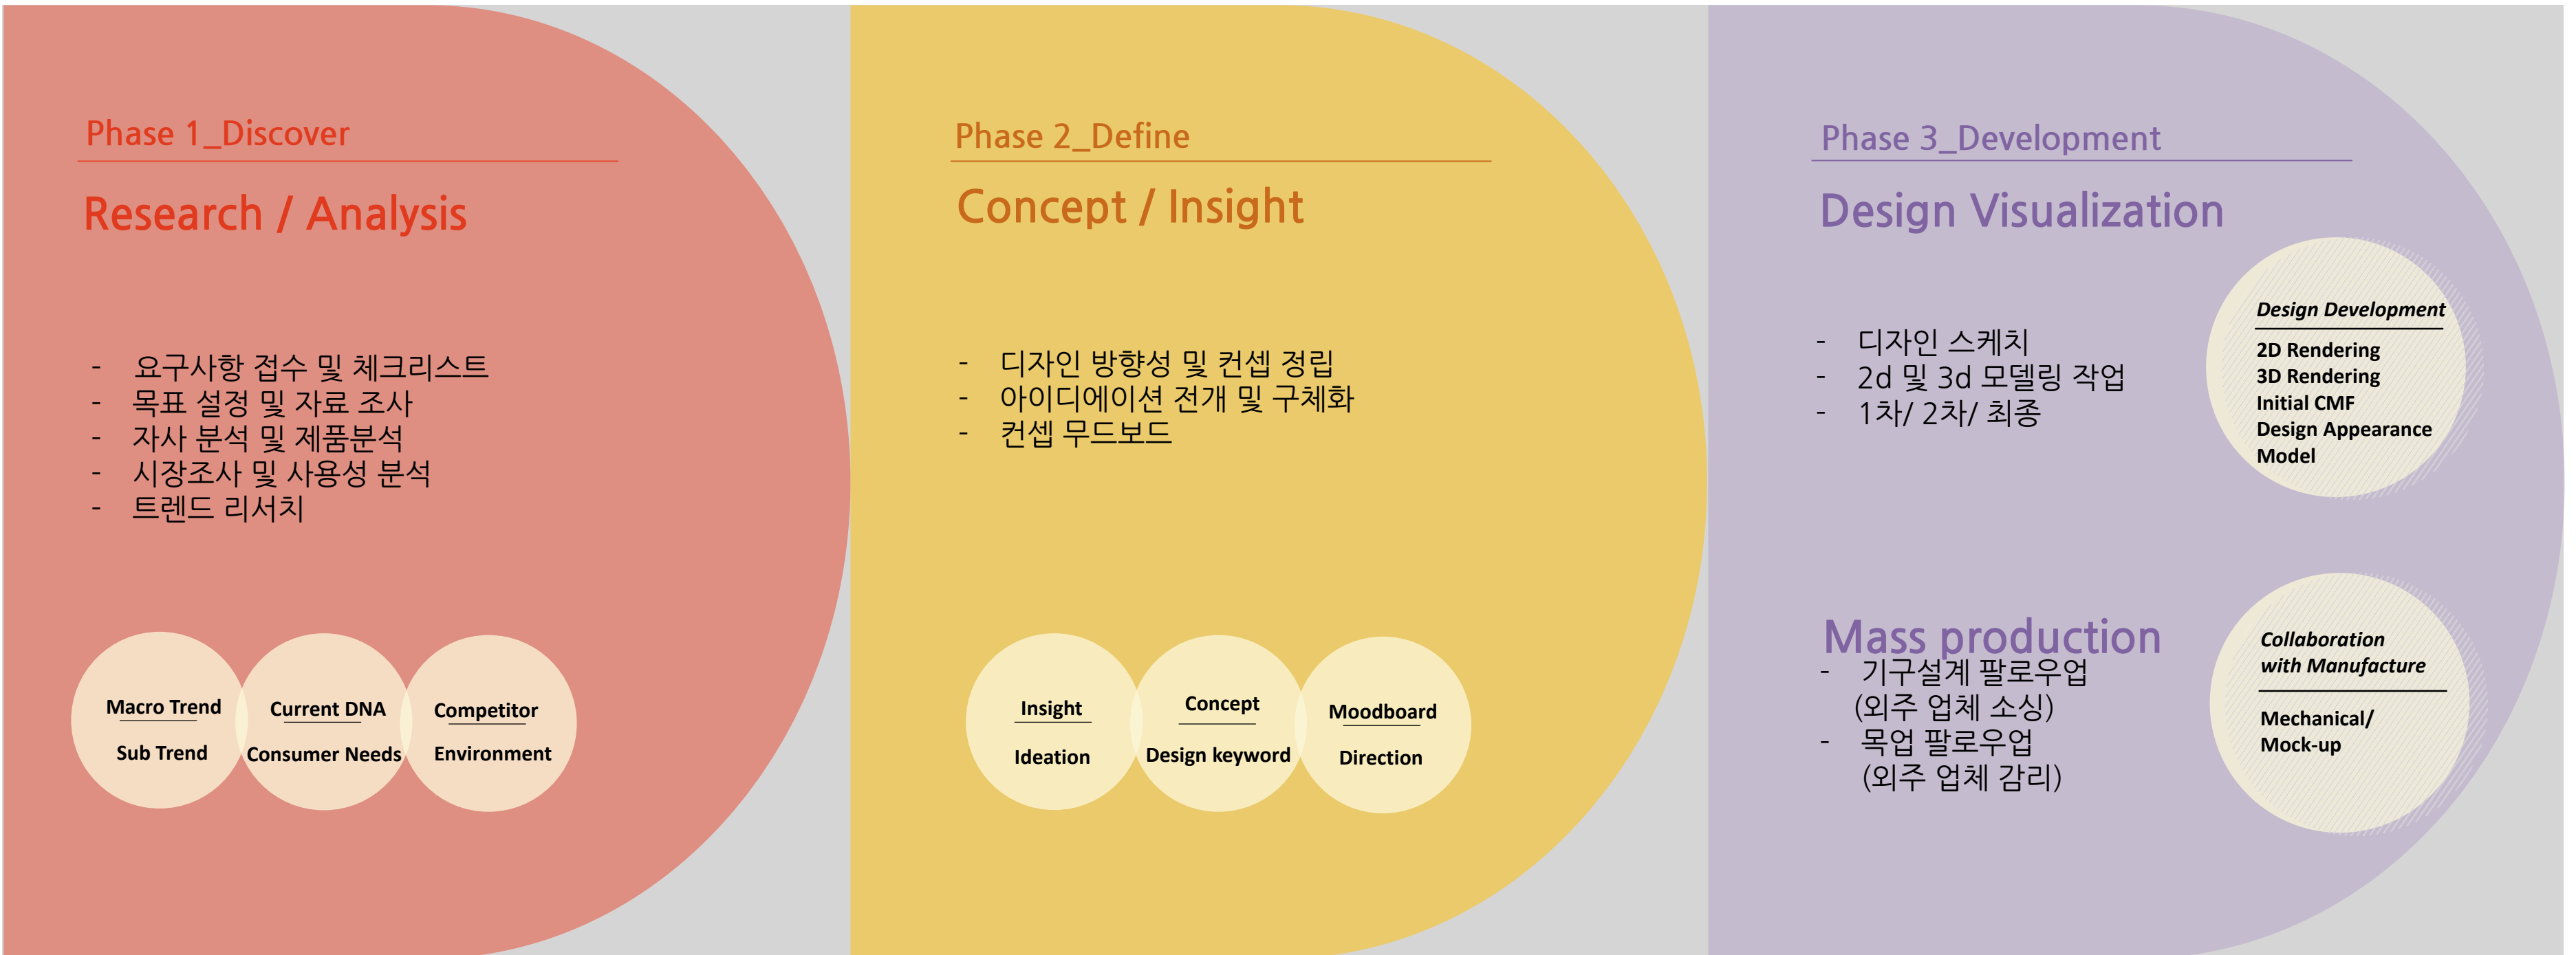 Phase 1_Discover
Research / Analysis
- 요구사항 접수 및 체크리스트
- 목표 설정 및 자료 조사
- 자사 분석 및 제품분석
- 시장조사 및 사용성 분석
- 트렌드 리서치
Macro Trend
Sub Trend
Current DNA
Consumer Needs
Competitor
Environment
Phase 2_Define
Concept / Insight
- 디자인 방향성 및 컨셉 정립
- 아이디에이션 전개 및 구체화
- 컨셉 무드보드
Insight
Ideation
Concept
Design keyword
Moodboard
Direction
Phase 3_Development
Design Visualization
- 디자인 스케치
- 2d 및 3d 모델링 작업
- 1차/ 2차/ 최종
Design Development
2D Rendering
3D Rendering
Initial CMF
Design Appearance
Model
Mass production
- 기구설계 팔로우업
(외주 업체 소싱)
- 목업 팔로우업
(외주 업체 감리)
Collaboration
with Manufacture
Mechanical/
Mock-up